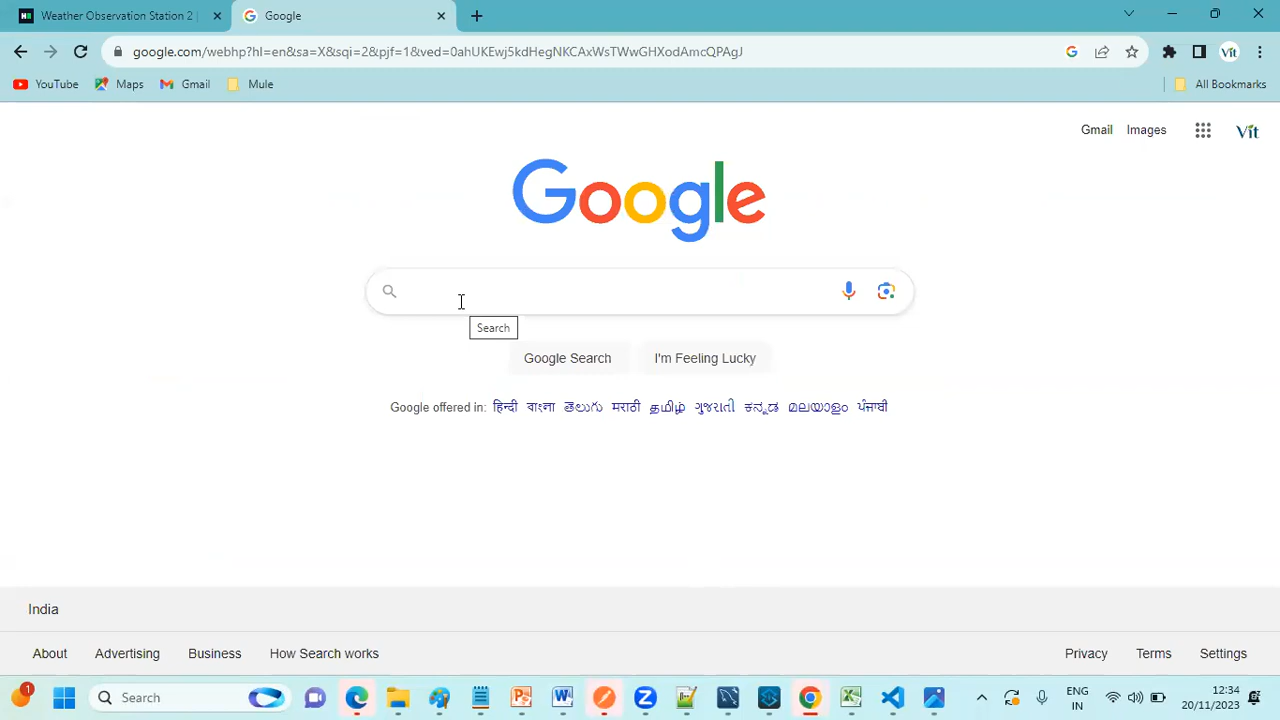 Weather Observation Station 2 |
Google
google.com/webhp?hl=en&sa=X&sqi=2&pjf=1&ved=0ahUKEwj5kdHegNKCAxWsTWwGHXodAmcQPAgJ
Vit
YouTube
Maps
Gmail
Mule
All Bookmarks
Gmail
Images
Vit
Google
Search
Google Search
I'm Feeling Lucky
Google offered in: हिन्दी বাংলা తెలుగు मराठी தமிழ் ગુજરાતી ಕನ್ನಡ മലയാളം ਪੰਜਾਬੀ
India
About
Advertising
Business
How Search works
Privacy
Terms
Settings
1
Search
ENG
IN
12:34
20/11/2023